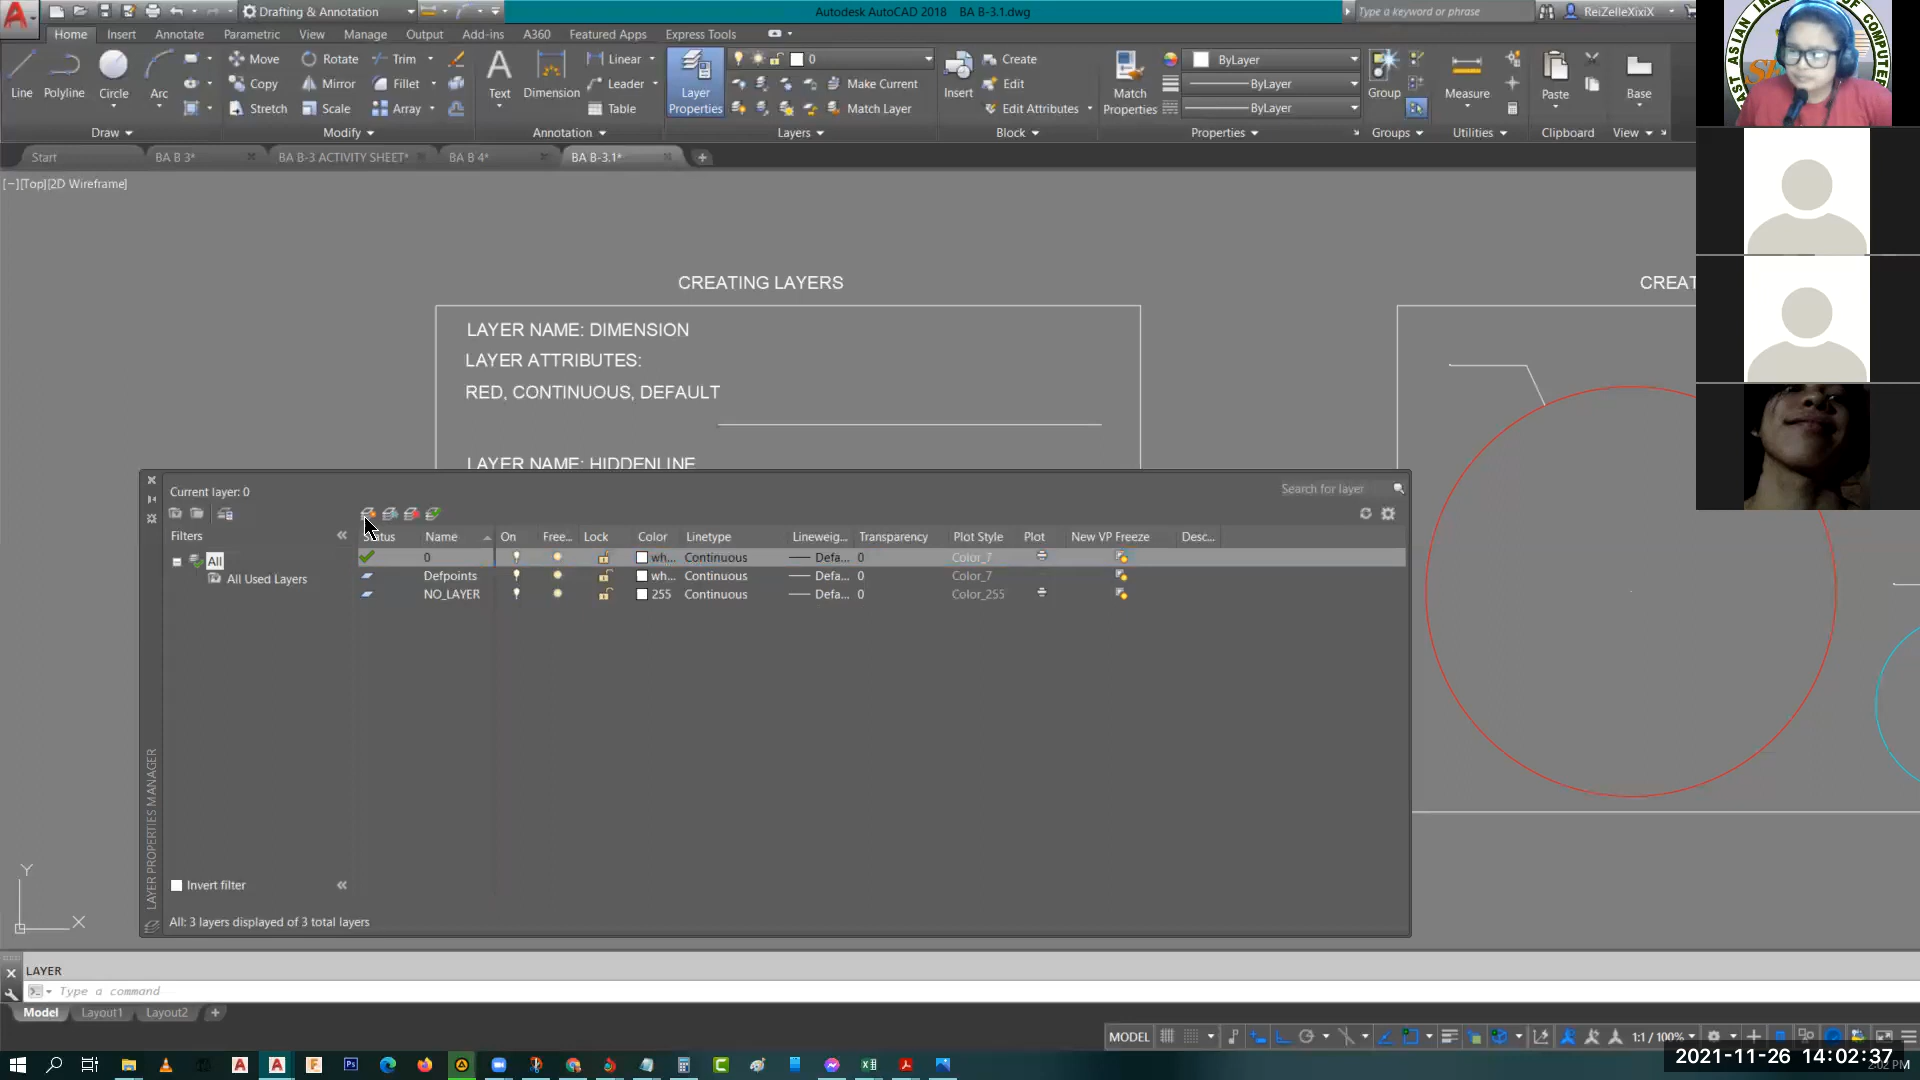 Drafting & Annotation
Autodesk AutoCAD 2018 BA B-3.1.dwg
Type a keyword or phrase
ReiZelleXixiX
Home Insert Annotate Parametric View Manage Output Add-ins A360 Featured Apps Express Tools
Line Polyline Circle Arc
Move Rotate Trim
Copy Mirror Fillet
Stretch Scale Array
Text Dimension
Linear
Leader
Table
Layer Properties
0
Make Current
Match Layer
Insert
Create
Edit
Edit Attributes
Match Properties
ByLayer
ByLayer
ByLayer
Group Measure Paste Base
Draw Modify Annotation Layers Block Properties Groups Utilities Clipboard View
Start BA B 3* BA B-3 ACTIVITY SHEET* BA B 4* BA B-3.1*
[−][Top][2D Wireframe]
CREATING LAYERS
CREAT
LAYER NAME: DIMENSION
LAYER ATTRIBUTES:
RED, CONTINUOUS, DEFAULT
LAYER NAME: HIDDENLINE
Current layer: 0
Search for layer
Filters
All
All Used Layers
Status Name On Free... Lock Color Linetype Lineweig... Transparency Plot Style Plot New VP Freeze Desc...
0 wh... Continuous Defa... 0 Color_7
Defpoints wh... Continuous Defa... 0 Color_7
NO_LAYER 255 Continuous Defa... 0 Color_255
LAYER PROPERTIES MANAGER
Invert filter
All: 3 layers displayed of 3 total layers
Y
X
LAYER
Type a command
Model Layout1 Layout2
MODEL
1:1 / 100%
2021-11-26 14:02:37
2:02 PM